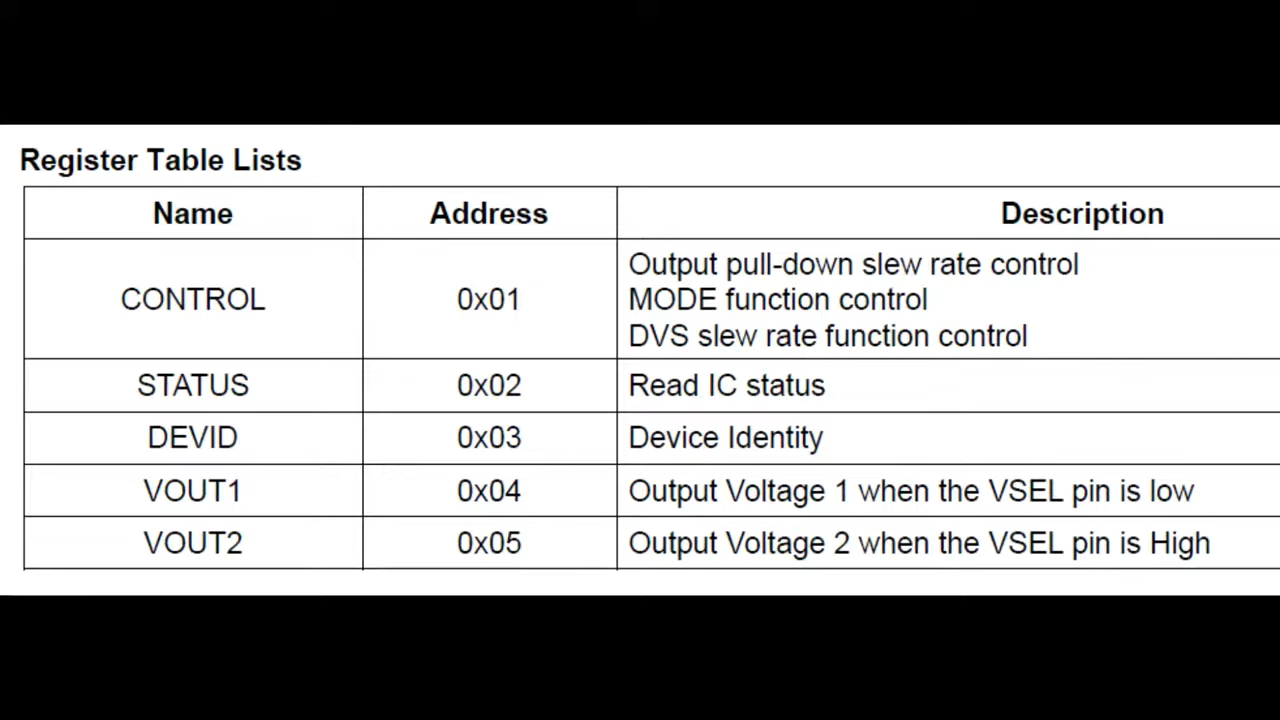 Register Table Lists
Name Address Description
CONTROL 0x01 Output pull-down slew rate control
MODE function control
DVS slew rate function control
STATUS 0x02 Read IC status
DEVID 0x03 Device Identity
VOUT1 0x04 Output Voltage 1 when the VSEL pin is low
VOUT2 0x05 Output Voltage 2 when the VSEL pin is High